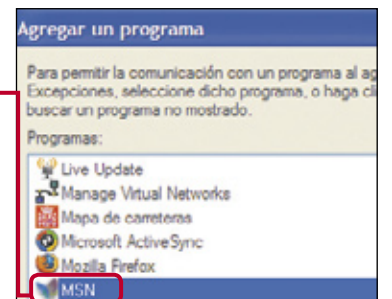 Agregar un programa
Para permitir la comunicación con un programa al ag
Excepciones, seleccione dicho programa, o haga cli
buscar un programa no mostrado.
Programas:
Live Update
Manage Virtual Networks
Mapa de carreteras
Microsoft ActiveSync
Mozilla Firefox
MSN